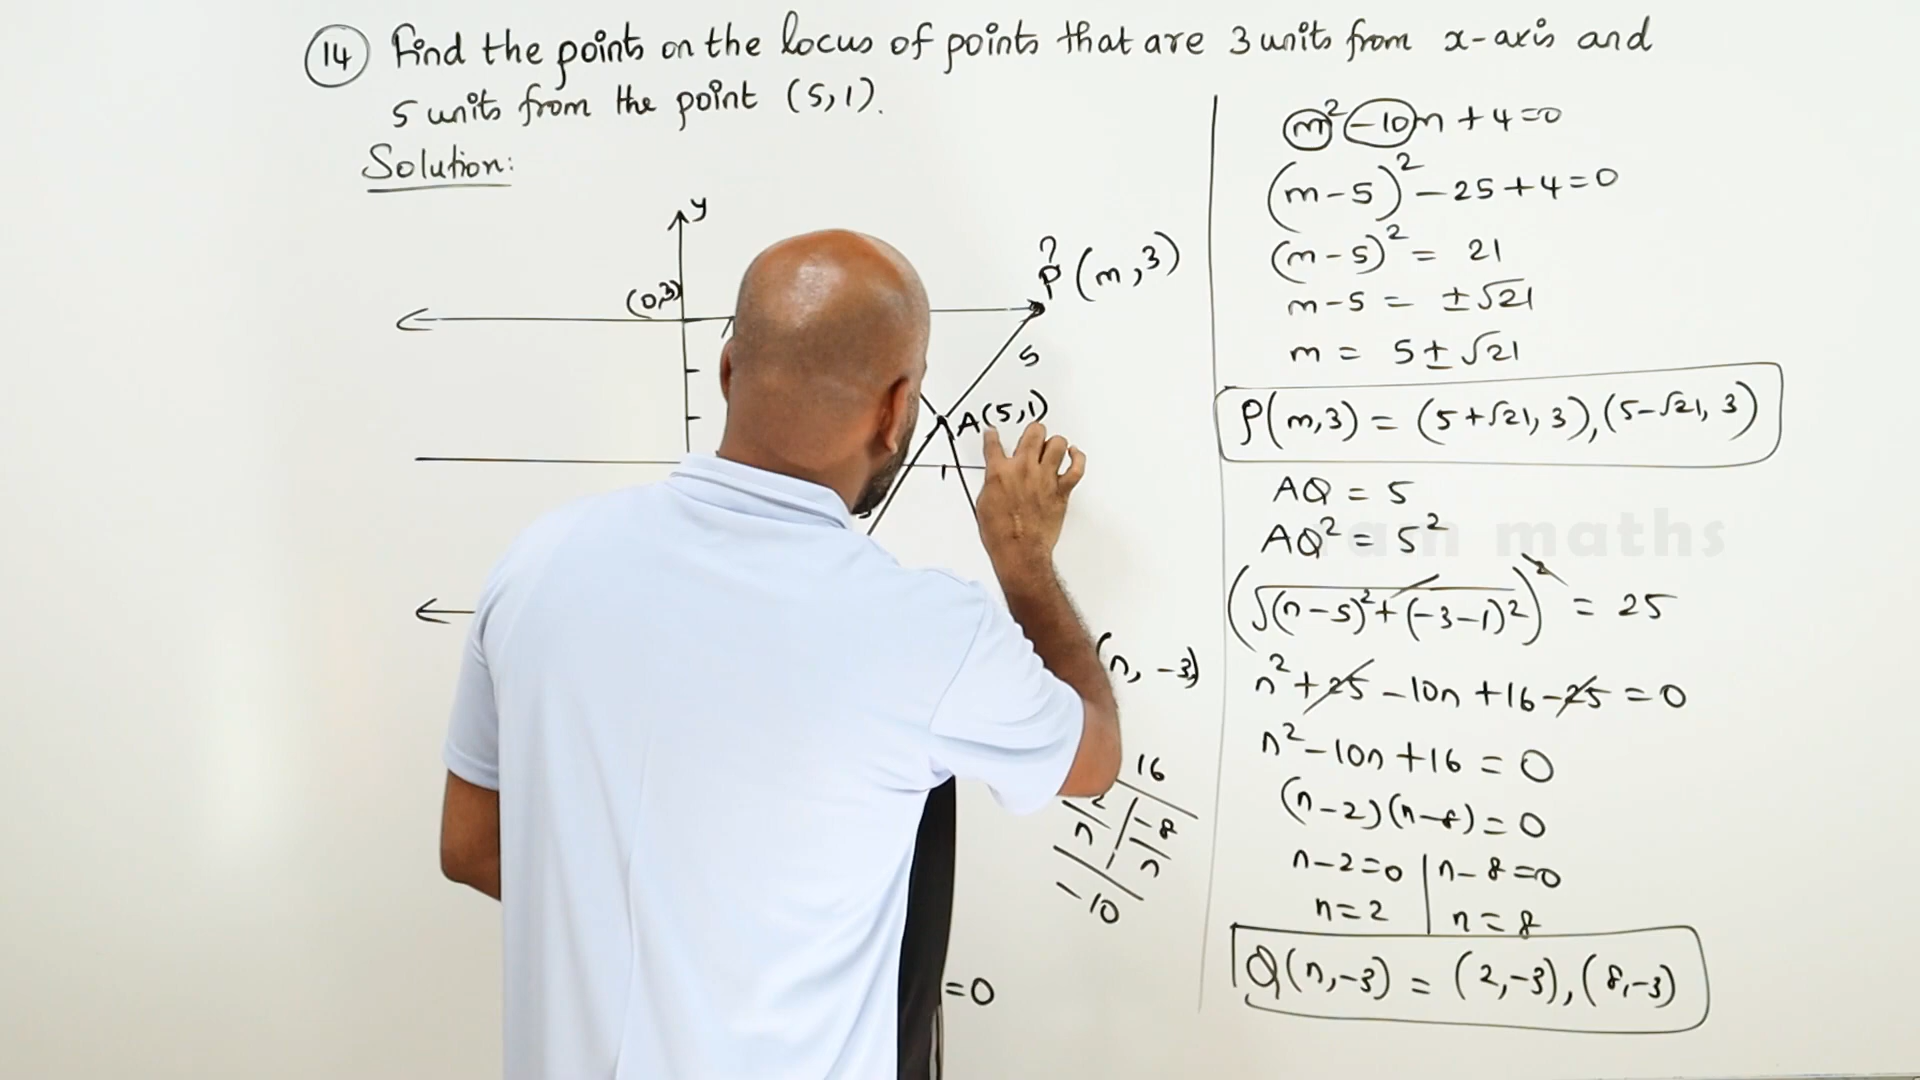 14 Find the points on the locus of points that are 3 units from x-axis and
5 units from the point (5,1).
Solution:
y
(0,3)
?
P(m,3)
5
A(5,1)
(n,-3)
16
-2/n | -8/n
-10
=0
m² -10m + 4 = 0
(m-5)² - 25 + 4 = 0
(m-5)² = 21
m-5 = ±√21
m = 5 ± √21
P(m,3) = (5+√21, 3), (5-√21, 3)
AQ = 5
AQ² = 5²
ram maths
(√(n-5)² + (-3-1)²)² = 25
n² + 25 - 10n + 16 - 25 = 0
n² - 10n + 16 = 0
(n-2)(n-8) = 0
n-2=0 | n-8=0
n=2 | n=8
Q(n,-3) = (2,-3), (8,-3)